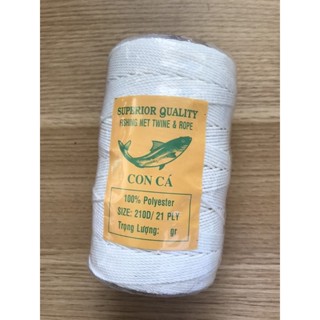 SUPERIOR QUALITY
FISHING NET TWINE & ROPE
CON CÁ
100% Polyester
SIZE: 210D/ 21 PLY
Trọng Lượng: gr